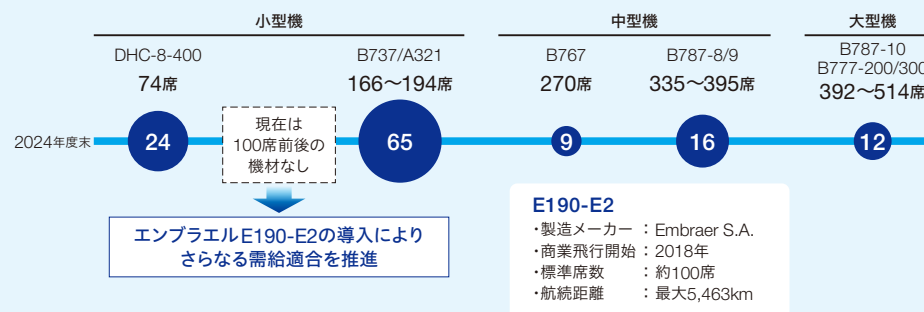 小型機
中型機
大型機
DHC-8-400
74席
B737/A321
166〜194席
B767
270席
B787-8/9
335〜395席
B787-10
B777-200/300
392〜514席
2024年度末
24
現在は
100席前後の
機材なし
65
9
16
12
エンブラエルE190-E2の導入により
さらなる需給適合を推進
E190-E2
・製造メーカー：Embraer S.A.
・商業飛行開始：2018年
・標準席数　：約100席
・航続距離　：最大5,463km